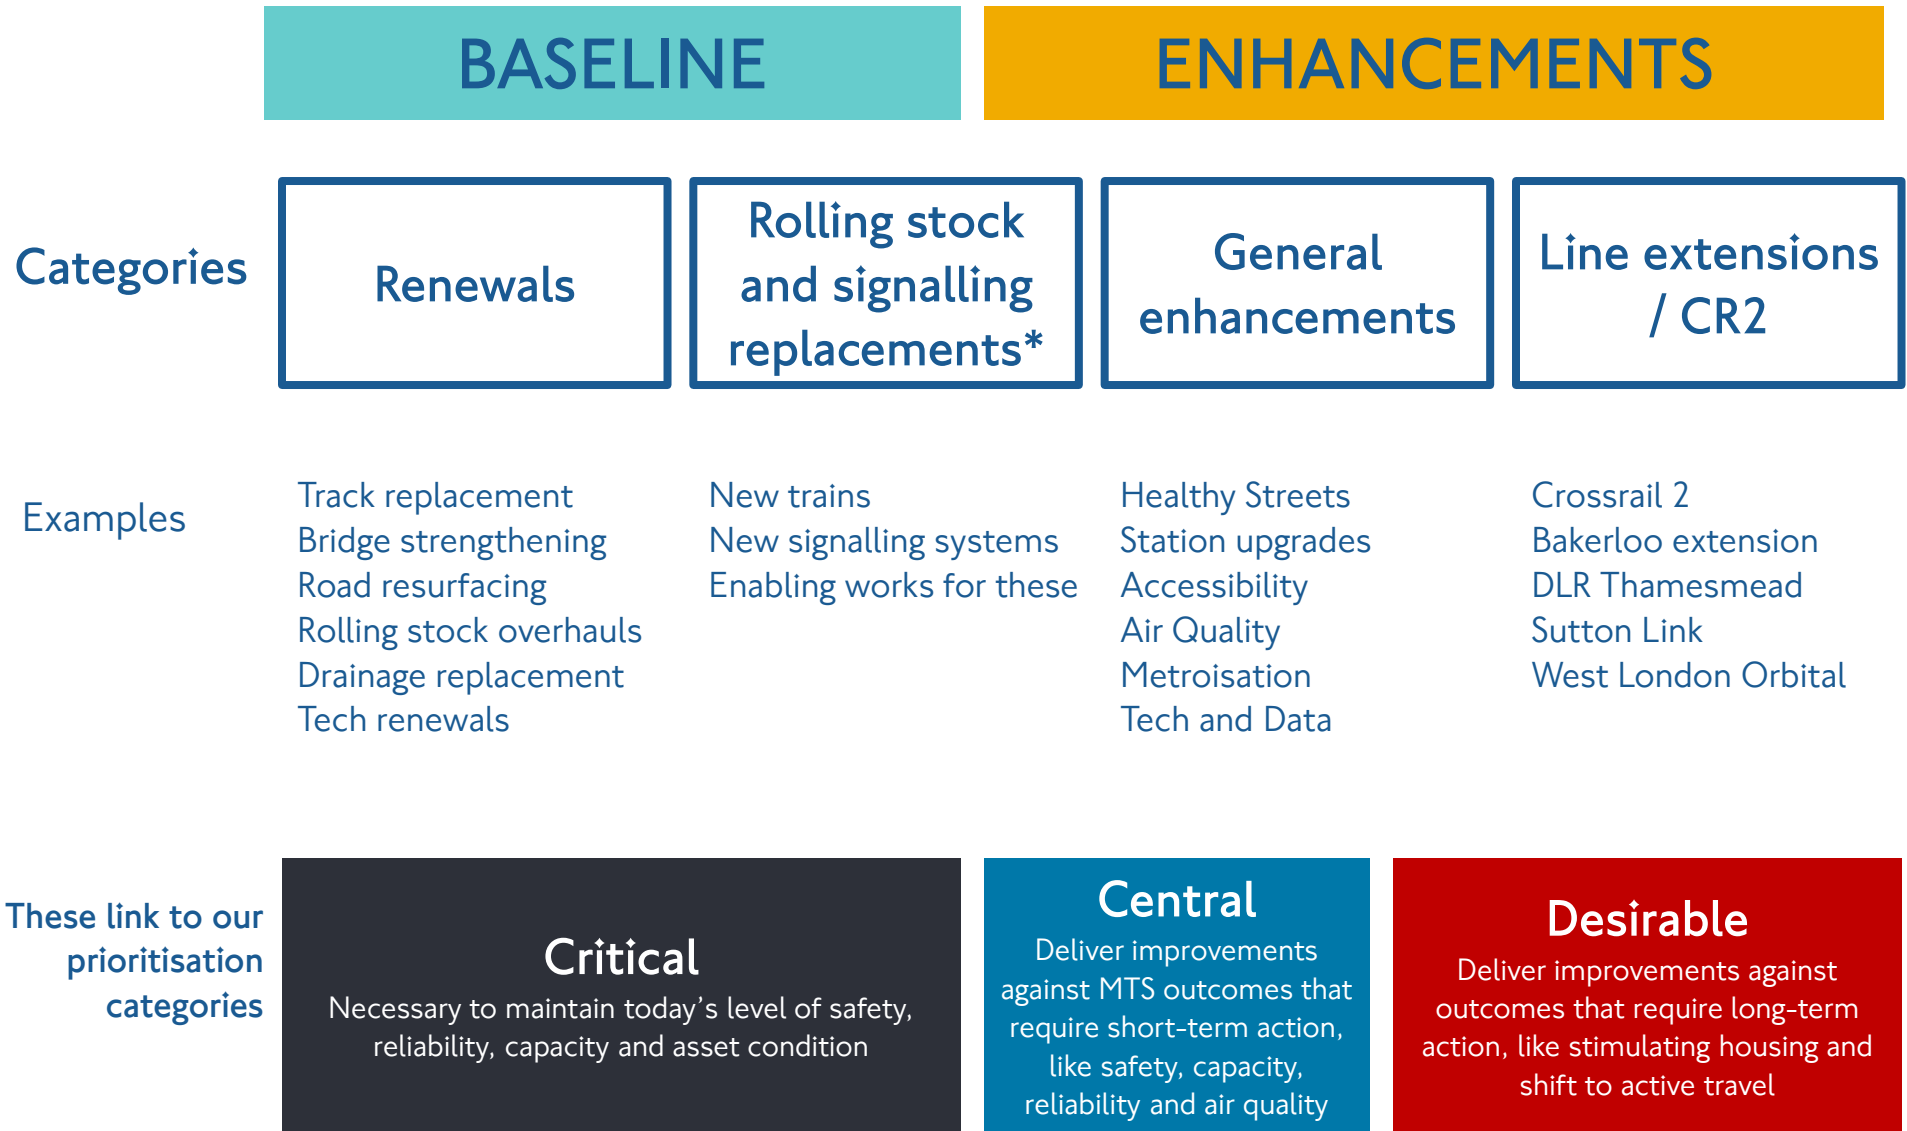 BASELINE
ENHANCEMENTS
Categories
Renewals
Rolling stock
and signalling
replacements*
General
enhancements
Line extensions
/ CR2
Examples
Track replacement
Bridge strengthening
Road resurfacing
Rolling stock overhauls
Drainage replacement
Tech renewals
New trains
New signalling systems
Enabling works for these
Healthy Streets
Station upgrades
Accessibility
Air Quality
Metroisation
Tech and Data
Crossrail 2
Bakerloo extension
DLR Thamesmead
Sutton Link
West London Orbital
These link to our
prioritisation
categories
Critical
Necessary to maintain today’s level of safety,
reliability, capacity and asset condition
Central
Deliver improvements
against MTS outcomes that
require short-term action,
like safety, capacity,
reliability and air quality
Desirable
Deliver improvements against
outcomes that require long-term
action, like stimulating housing and
shift to active travel